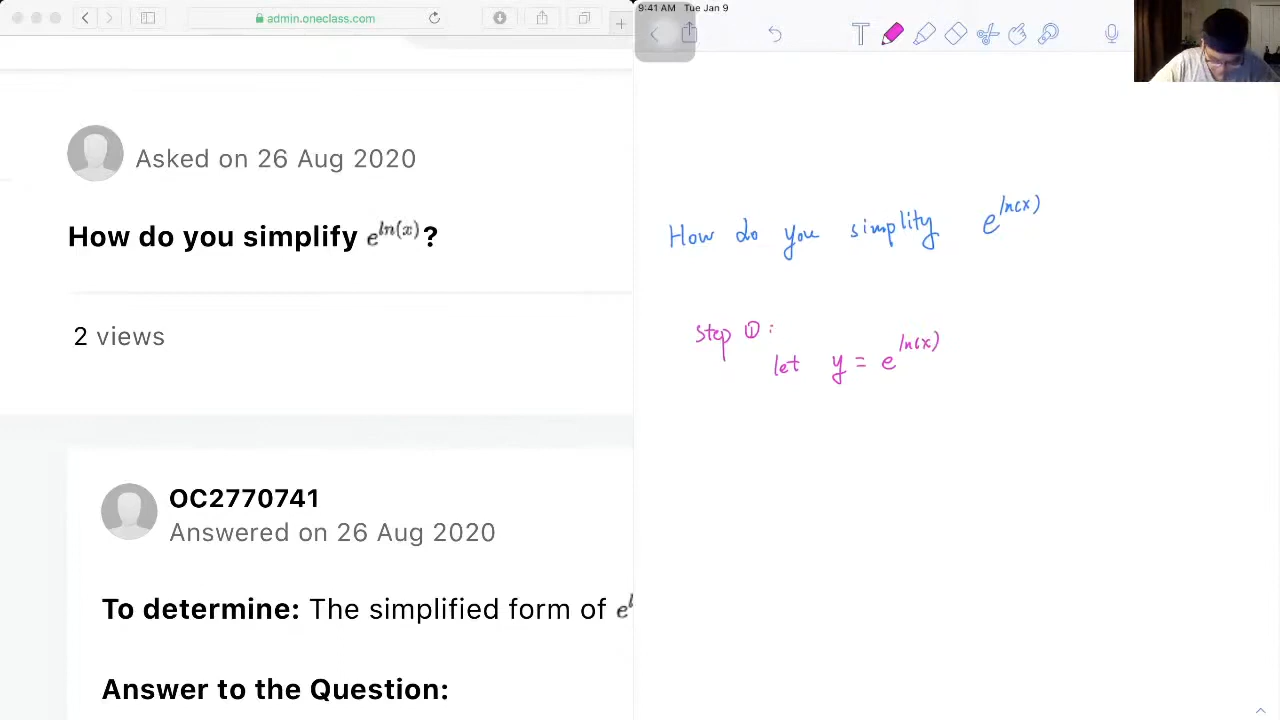 admin.oneclass.com
Asked on 26 Aug 2020
How do you simplify e^ln(x)?
2 views
OC2770741
Answered on 26 Aug 2020
To determine: The simplified form of e
Answer to the Question:
9:41 AM Tue Jan 9
T
How do you simplity e^ln(x)
Step ①:
let y = e^ln(x)